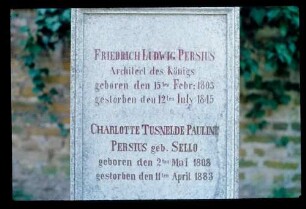 FRIEDRICH LUDWIG PERSIUS
Architect des Königs
geboren den 15ten Febr: 1803
gestorben den 12ten July 1845
CHARLOTTE TUSNELDE PAULINE
PERSIUS geb. SELLO
geboren den 2ten Mai 1808
gestorben den 11ten April 1883